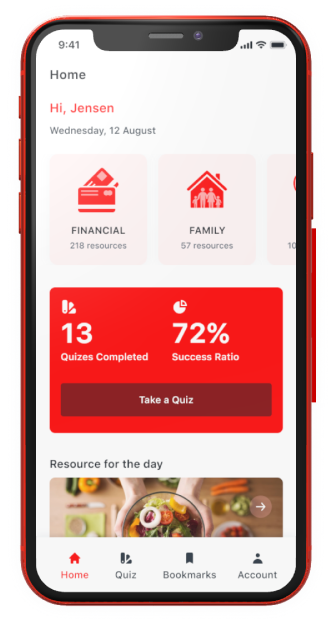 9:41
Home
Hi, Jensen
Wednesday, 12 August
FINANCIAL
218 resources
FAMILY
57 resources
10
13
Quizes Completed
72%
Success Ratio
Take a Quiz
Resource for the day
Home
Quiz
Bookmarks
Account